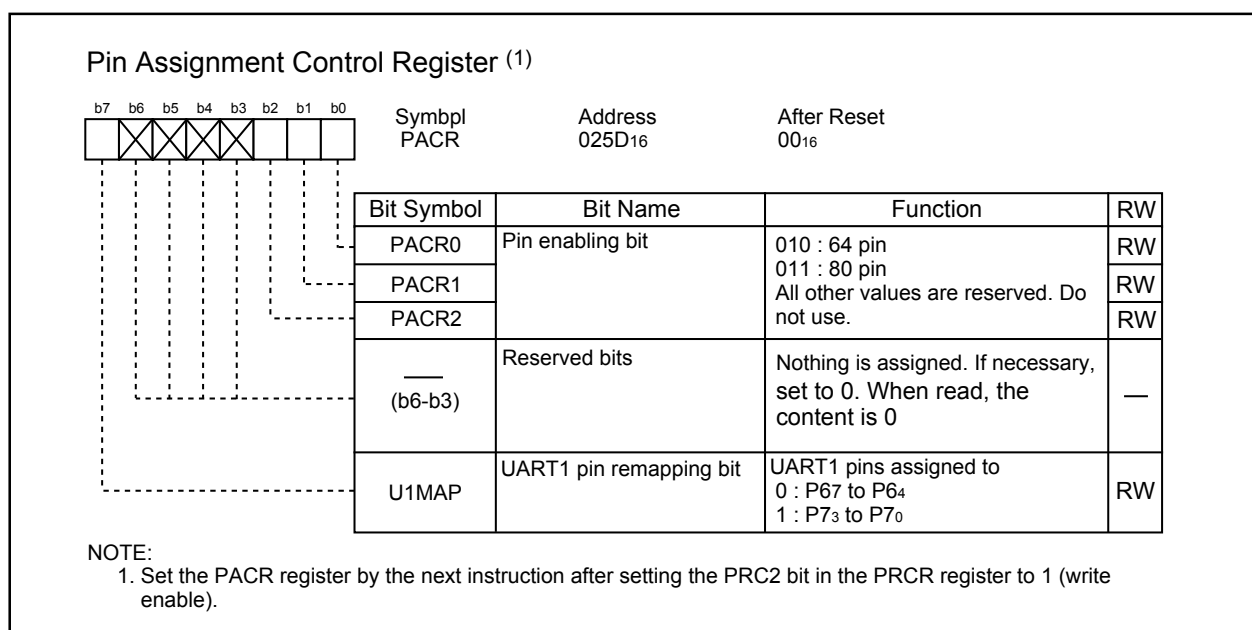 Pin Assignment Control Register (1)
b7 b6 b5 b4 b3 b2 b1 b0
Symbpl Address After Reset
PACR 025D16 0016
Bit Symbol Bit Name Function RW
PACR0 Pin enabling bit 010 : 64 pin RW
011 : 80 pin
PACR1 All other values are reserved. Do RW
PACR2 not use. RW
Reserved bits Nothing is assigned. If necessary,
— set to 0. When read, the —
(b6-b3) content is 0
UART1 pin remapping bit UART1 pins assigned to
U1MAP 0 : P67 to P64 RW
1 : P73 to P70
NOTE:
1. Set the PACR register by the next instruction after setting the PRC2 bit in the PRCR register to 1 (write
enable).